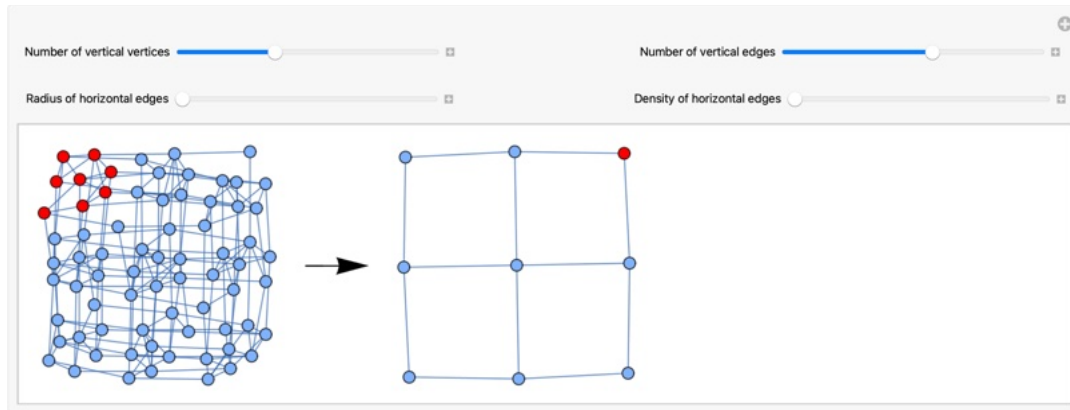 Number of vertical vertices
Number of vertical edges
Radius of horizontal edges
Density of horizontal edges